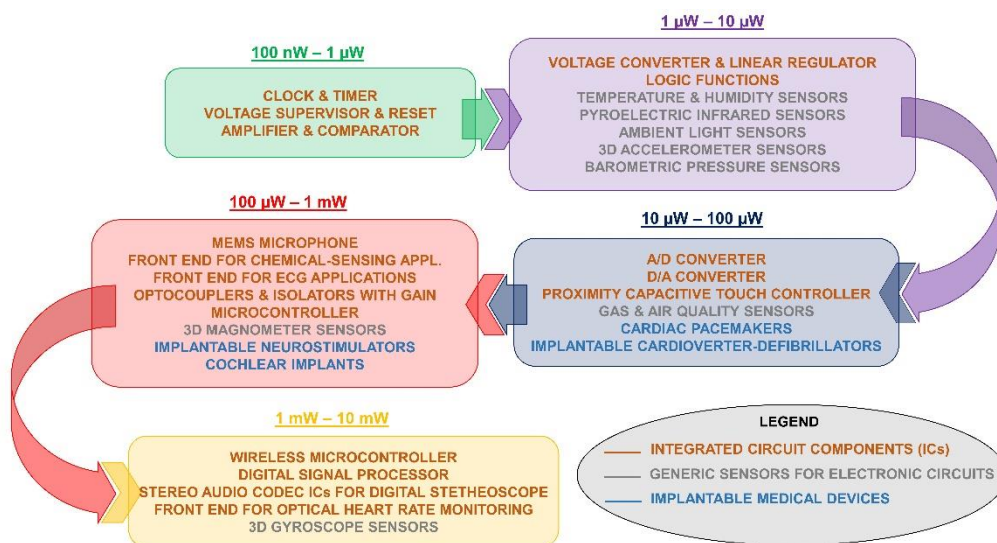 100 nW – 1 µW
CLOCK & TIMER
VOLTAGE SUPERVISOR & RESET
AMPLIFIER & COMPARATOR
1 µW – 10 µW
VOLTAGE CONVERTER & LINEAR REGULATOR
LOGIC FUNCTIONS
TEMPERATURE & HUMIDITY SENSORS
PYROELECTRIC INFRARED SENSORS
AMBIENT LIGHT SENSORS
3D ACCELEROMETER SENSORS
BAROMETRIC PRESSURE SENSORS
10 µW – 100 µW
A/D CONVERTER
D/A CONVERTER
PROXIMITY CAPACITIVE TOUCH CONTROLLER
GAS & AIR QUALITY SENSORS
CARDIAC PACEMAKERS
IMPLANTABLE CARDIOVERTER-DEFIBRILLATORS
100 µW – 1 mW
MEMS MICROPHONE
FRONT END FOR CHEMICAL-SENSING APPL.
FRONT END FOR ECG APPLICATIONS
OPTOCOUPLERS & ISOLATORS WITH GAIN
MICROCONTROLLER
3D MAGNOMETER SENSORS
IMPLANTABLE NEUROSTIMULATORS
COCHLEAR IMPLANTS
1 mW – 10 mW
WIRELESS MICROCONTROLLER
DIGITAL SIGNAL PROCESSOR
STEREO AUDIO CODEC ICs FOR DIGITAL STETHEOSCOPE
FRONT END FOR OPTICAL HEART RATE MONITORING
3D GYROSCOPE SENSORS
LEGEND
INTEGRATED CIRCUIT COMPONENTS (ICs)
GENERIC SENSORS FOR ELECTRONIC CIRCUITS
IMPLANTABLE MEDICAL DEVICES